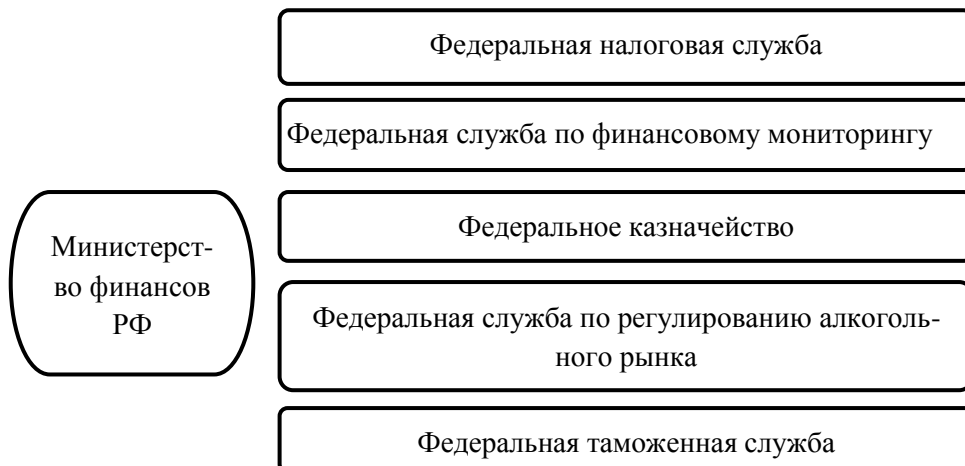 Федеральная налоговая служба
Федеральная служба по финансовому мониторингу
Федеральное казначейство
Министерст-
во финансов
РФ
Федеральная служба по регулированию алкоголь-
ного рынка
Федеральная таможенная служба